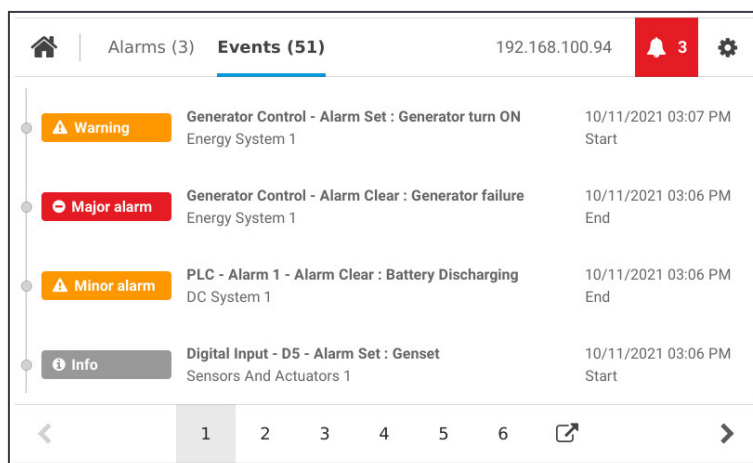 Alarms (3) Events (51) 192.168.100.94 3
Warning Generator Control - Alarm Set : Generator turn ON 10/11/2021 03:07 PM
Energy System 1 Start
Major alarm Generator Control - Alarm Clear : Generator failure 10/11/2021 03:06 PM
Energy System 1 End
Minor alarm PLC - Alarm 1 - Alarm Clear : Battery Discharging 10/11/2021 03:06 PM
DC System 1 End
Info Digital Input - D5 - Alarm Set : Genset 10/11/2021 03:06 PM
Sensors And Actuators 1 Start
1 2 3 4 5 6